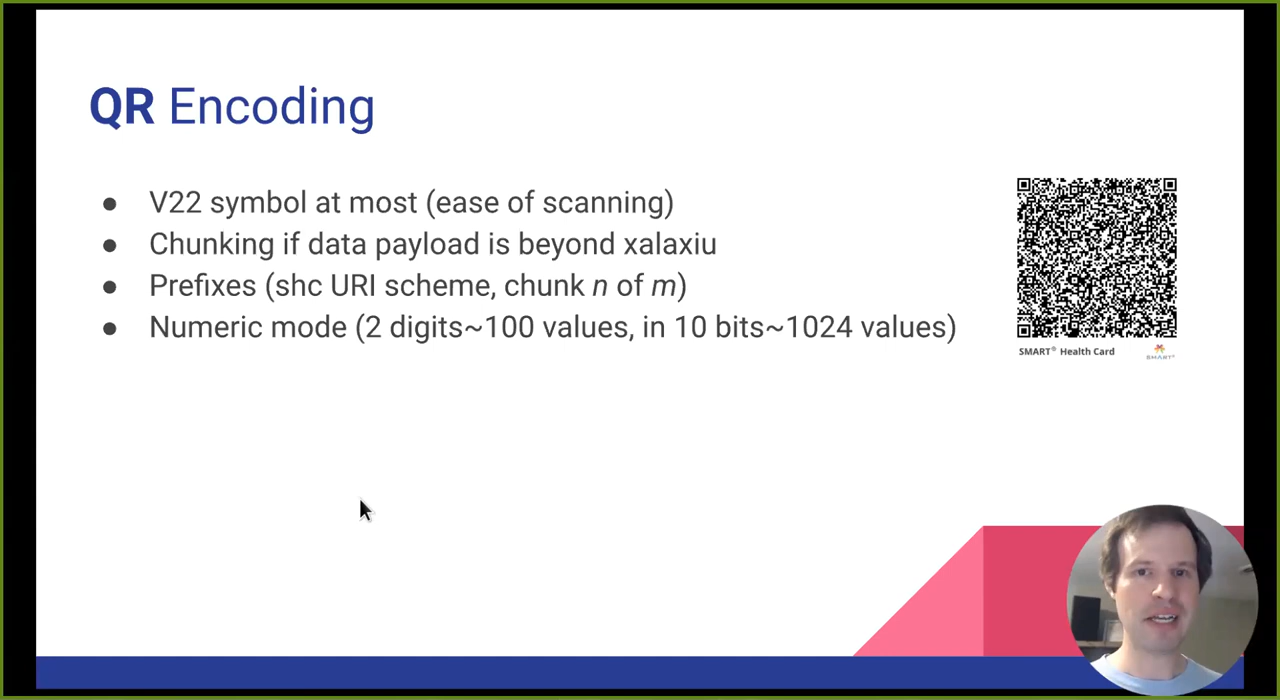 QR Encoding
● V22 symbol at most (ease of scanning)
● Chunking if data payload is beyond xalaxiu
● Prefixes (shc URI scheme, chunk n of m)
● Numeric mode (2 digits~100 values, in 10 bits~1024 values)
SMART® Health Card
SMART®